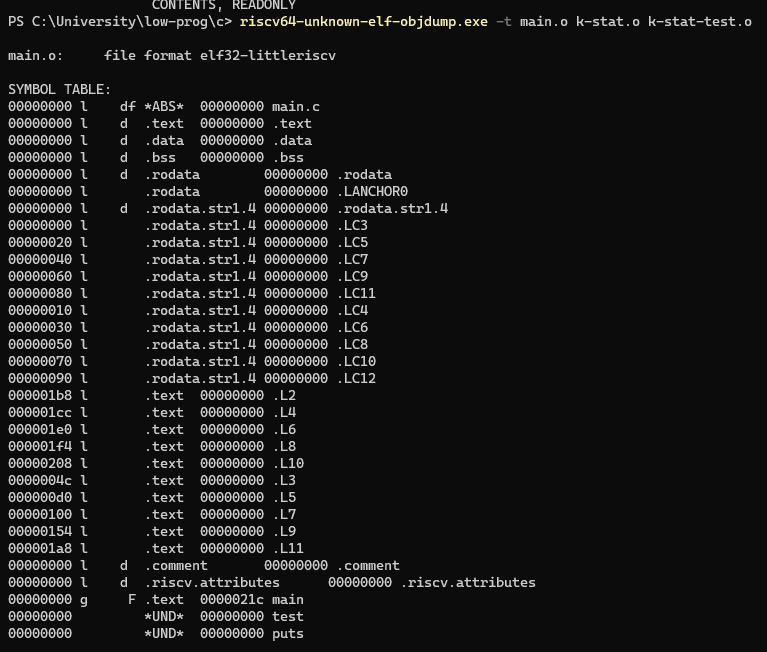 CONTENTS, READONLY
PS C:\University\low-prog\c> riscv64-unknown-elf-objdump.exe -t main.o k-stat.o k-stat-test.o
main.o:     file format elf32-littleriscv
SYMBOL TABLE:
00000000 l    df *ABS*  00000000 main.c
00000000 l    d  .text  00000000 .text
00000000 l    d  .data  00000000 .data
00000000 l    d  .bss   00000000 .bss
00000000 l    d  .rodata        00000000 .rodata
00000000 l       .rodata        00000000 .LANCHOR0
00000000 l    d  .rodata.str1.4 00000000 .rodata.str1.4
00000000 l       .rodata.str1.4 00000000 .LC3
00000020 l       .rodata.str1.4 00000000 .LC5
00000040 l       .rodata.str1.4 00000000 .LC7
00000060 l       .rodata.str1.4 00000000 .LC9
00000080 l       .rodata.str1.4 00000000 .LC11
00000010 l       .rodata.str1.4 00000000 .LC4
00000030 l       .rodata.str1.4 00000000 .LC6
00000050 l       .rodata.str1.4 00000000 .LC8
00000070 l       .rodata.str1.4 00000000 .LC10
00000090 l       .rodata.str1.4 00000000 .LC12
000001b8 l       .text  00000000 .L2
000001cc l       .text  00000000 .L4
000001e0 l       .text  00000000 .L6
000001f4 l       .text  00000000 .L8
00000208 l       .text  00000000 .L10
0000004c l       .text  00000000 .L3
000000d0 l       .text  00000000 .L5
00000100 l       .text  00000000 .L7
00000154 l       .text  00000000 .L9
000001a8 l       .text  00000000 .L11
00000000 l    d  .comment       00000000 .comment
00000000 l    d  .riscv.attributes      00000000 .riscv.attributes
00000000 g     F .text  0000021c main
00000000         *UND*  00000000 test
00000000         *UND*  00000000 puts